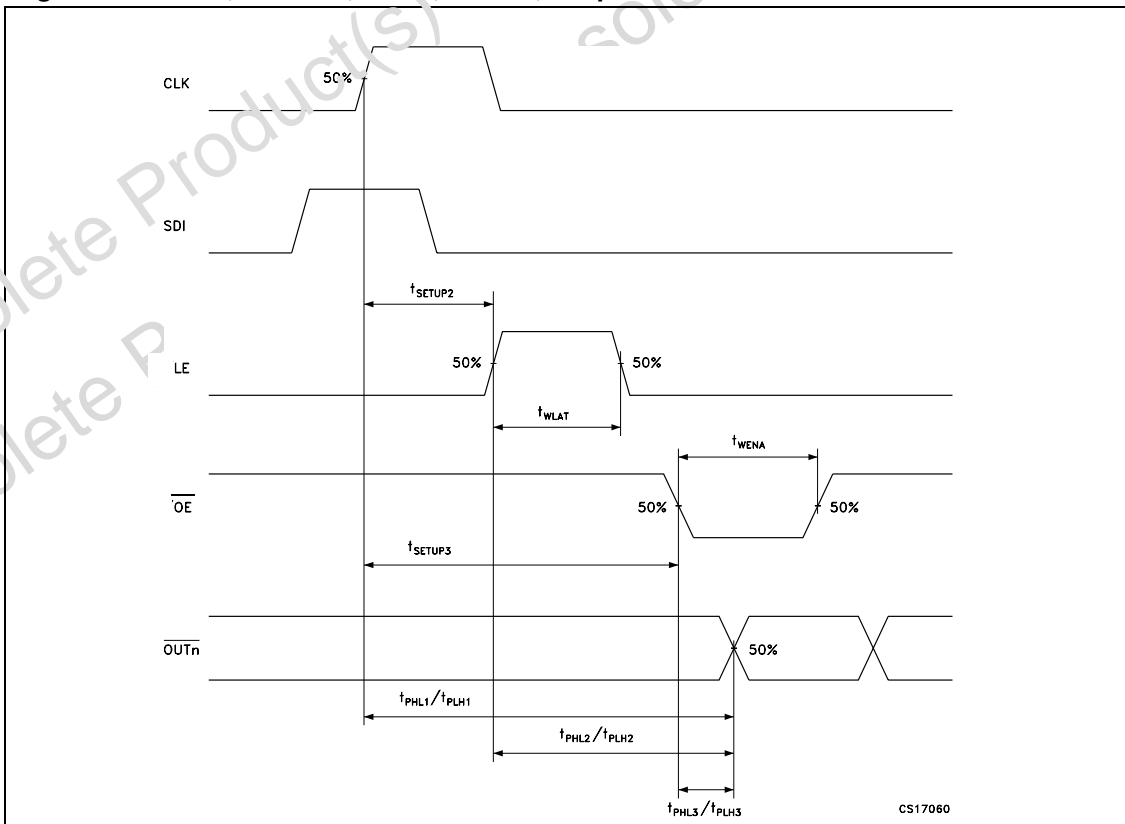 CLK
50%
SDI
tSETUP2
LE
50%
50%
tWLAT
tWENA
OE
50%
50%
tSETUP3
OUTn
50%
tPHL1/tPLH1
tPHL2/tPLH2
tPHL3/tPLH3
CS17060
Product(s)